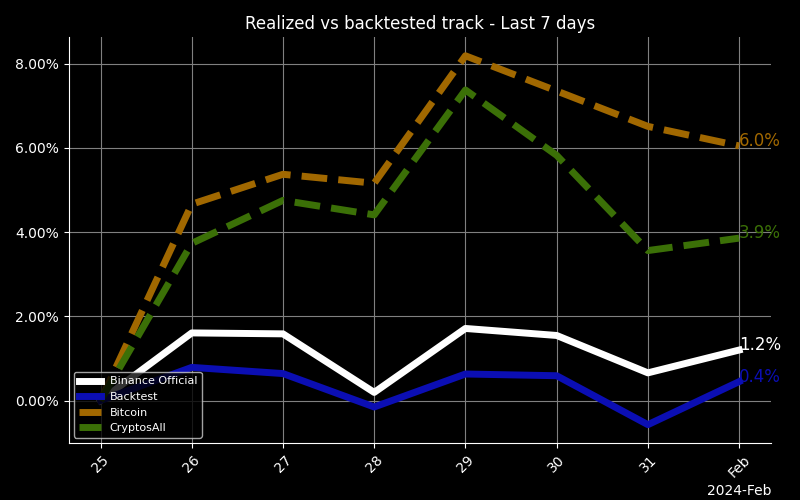 Realized vs backtested track - Last 7 days
8.00%
6.00%
4.00%
2.00%
0.00%
6.0%
3.9%
1.2%
0.4%
Binance Official
Backtest
Bitcoin
CryptosAll
25
26
27
28
29
30
31
Feb
2024-Feb